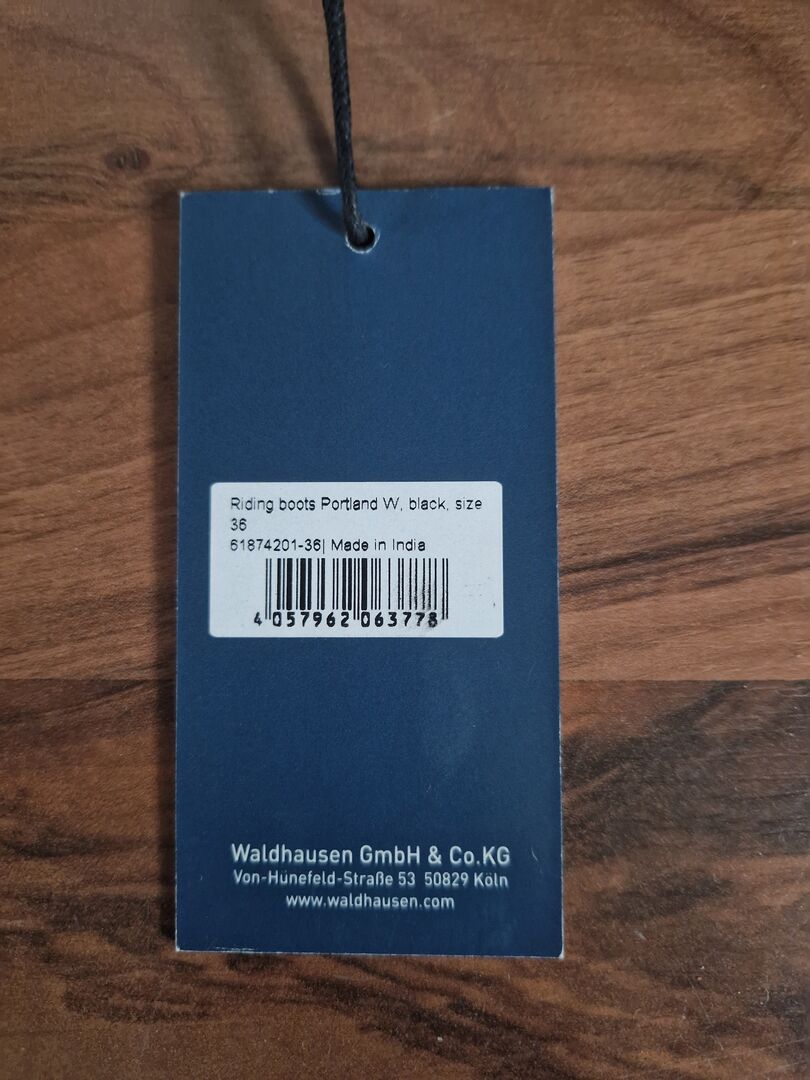 Riding boots Portland W, black, size
36
61874201-36| Made in India
4 057962 063778
Waldhausen GmbH & Co.KG
Von-Hünefeld-Straße 53 50829 Köln
www.waldhausen.com